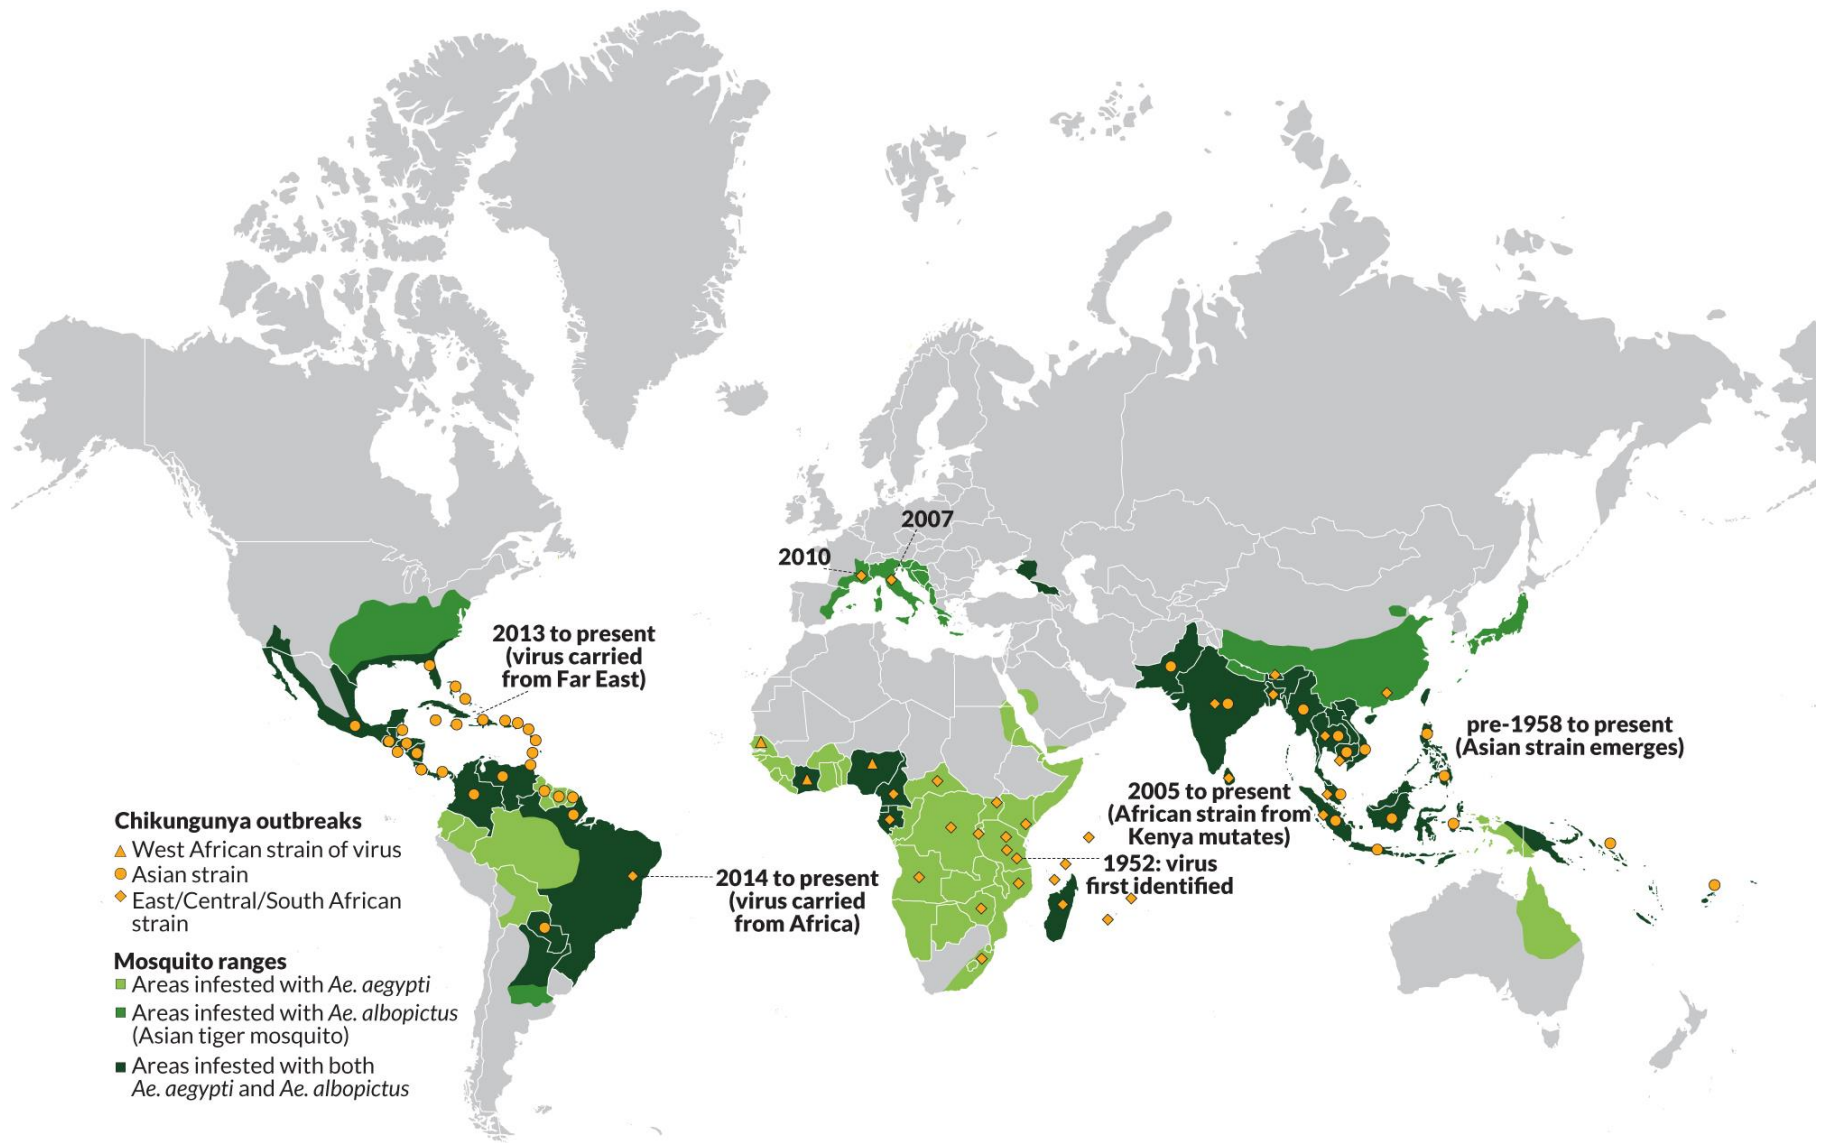 2007
2010
2013 to present
(virus carried
from Far East)
pre-1958 to present
(Asian strain emerges)
2005 to present
(African strain from
Kenya mutates)
1952: virus
first identified
2014 to present
(virus carried
from Africa)
Chikungunya outbreaks
West African strain of virus
Asian strain
East/Central/South African
strain
Mosquito ranges
Areas infested with Ae. aegypti
Areas infested with Ae. albopictus
(Asian tiger mosquito)
Areas infested with both
Ae. aegypti and Ae. albopictus